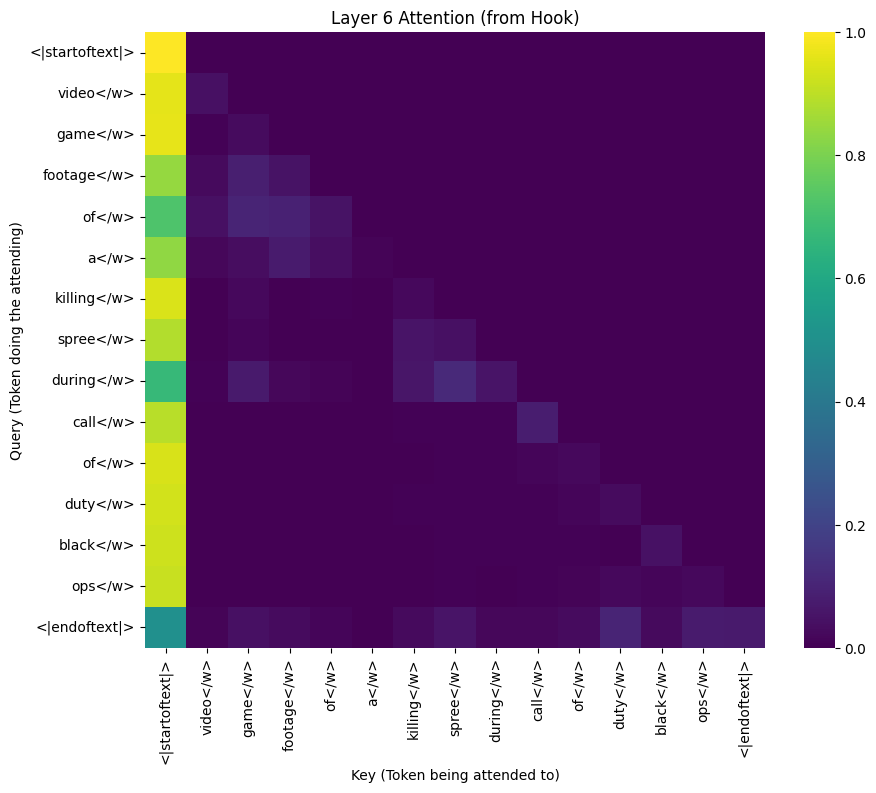 Layer 6 Attention (from Hook)
Query (Token doing the attending)
<|startoftext|>
video</w>
game</w>
footage</w>
of</w>
a</w>
killing</w>
spree</w>
during</w>
call</w>
of</w>
duty</w>
black</w>
ops</w>
<|endoftext|>
<|startoftext|>
video</w>
game</w>
footage</w>
of</w>
a</w>
killing</w>
spree</w>
during</w>
call</w>
of</w>
duty</w>
black</w>
ops</w>
<|endoftext|>
Key (Token being attended to)
1.0
0.8
0.6
0.4
0.2
0.0